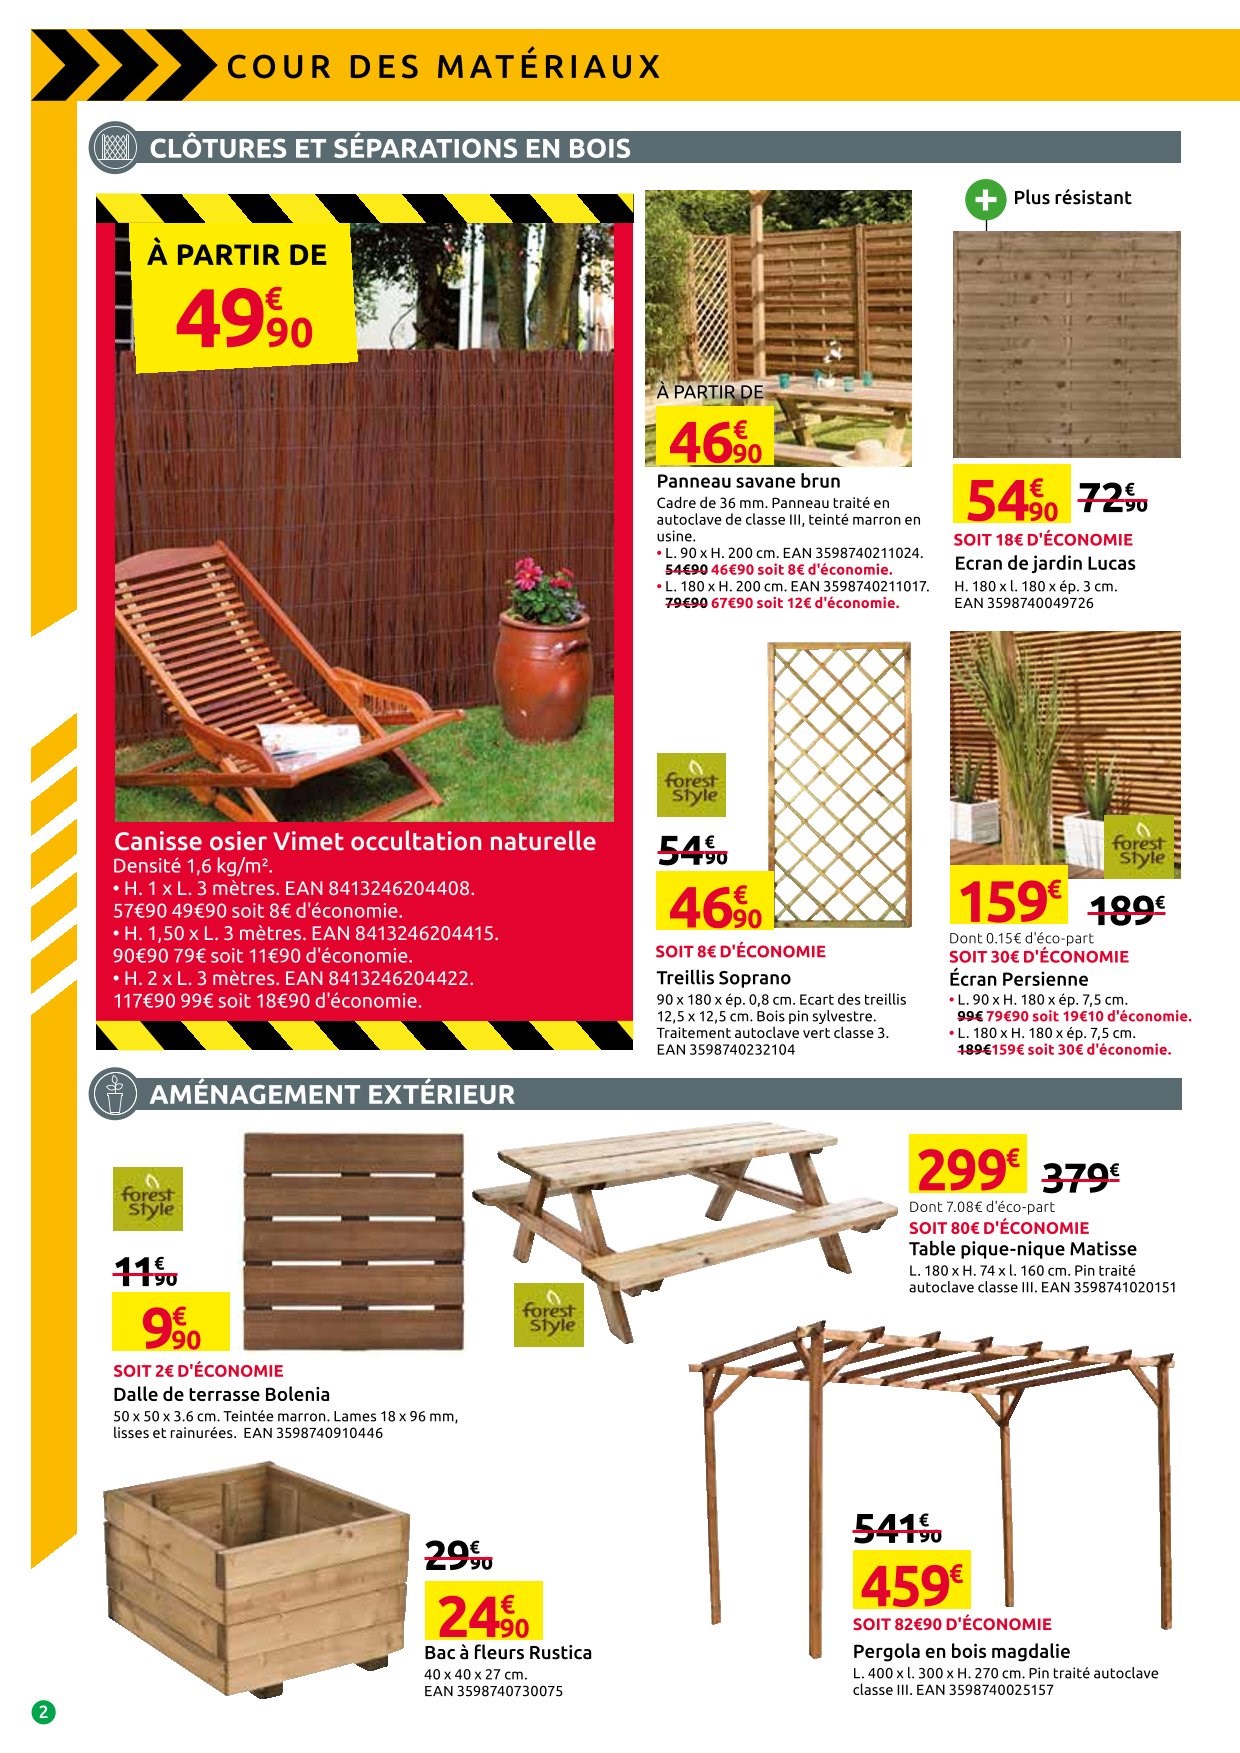 COUR DES MATÉRIAUX
CLÔTURES ET SÉPARATIONS EN BOIS
À PARTIR DE
49€90
Canisse osier Vimet occultation naturelle
Densité 1,6 kg/m².
• H. 1 x L. 3 mètres. EAN 8413246204408.
57€90 49€90 soit 8€ d'économie.
• H. 1,50 x L. 3 mètres. EAN 8413246204415.
90€90 79€ soit 11€90 d'économie.
• H. 2 x L. 3 mètres. EAN 8413246204422.
117€90 99€ soit 18€90 d'économie.
À PARTIR DE
46€90
Panneau savane brun
Cadre de 36 mm. Panneau traité en
autoclave de classe III, teinté marron en
usine.
• L. 90 x H. 200 cm. EAN 3598740211024.
54€90 46€90 soit 8€ d'économie.
• L. 180 x H. 200 cm. EAN 3598740211017.
79€90 67€90 soit 12€ d'économie.
+ Plus résistant
54€90 72€90
SOIT 18€ D'ÉCONOMIE
Ecran de jardin Lucas
H. 180 x l. 180 x ép. 3 cm.
EAN 3598740049726
forest
style
54€90
46€90
SOIT 8€ D'ÉCONOMIE
Treillis Soprano
90 x 180 x ép. 0,8 cm. Ecart des treillis
12,5 x 12,5 cm. Bois pin sylvestre.
Traitement autoclave vert classe 3.
EAN 3598740232104
forest
style
159€ 189€
Dont 0.15€ d'éco-part
SOIT 30€ D'ÉCONOMIE
Écran Persienne
• L. 90 x H. 180 x ép. 7,5 cm.
99€ 79€90 soit 19€10 d'économie.
• L. 180 x H. 180 x ép. 7,5 cm.
189€159€ soit 30€ d'économie.
AMÉNAGEMENT EXTÉRIEUR
forest
style
11€90
9€90
SOIT 2€ D'ÉCONOMIE
Dalle de terrasse Bolenia
50 x 50 x 3.6 cm. Teintée marron. Lames 18 x 96 mm,
lisses et rainurées. EAN 3598740910446
forest
style
299€ 379€
Dont 7.08€ d'éco-part
SOIT 80€ D'ÉCONOMIE
Table pique-nique Matisse
L. 180 x H. 74 x l. 160 cm. Pin traité
autoclave classe III. EAN 3598741020151
29€90
24€90
Bac à fleurs Rustica
40 x 40 x 27 cm.
EAN 3598740730075
541€90
459€
SOIT 82€90 D'ÉCONOMIE
Pergola en bois magdalie
L. 400 x l. 300 x H. 270 cm. Pin traité autoclave
classe III. EAN 3598740025157
2